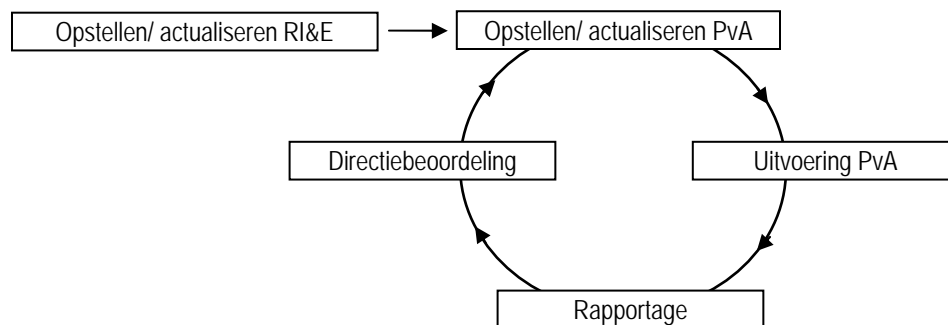 Opstellen/ actualiseren RI&E
Opstellen/ actualiseren PvA
Directiebeoordeling
Uitvoering PvA
Rapportage